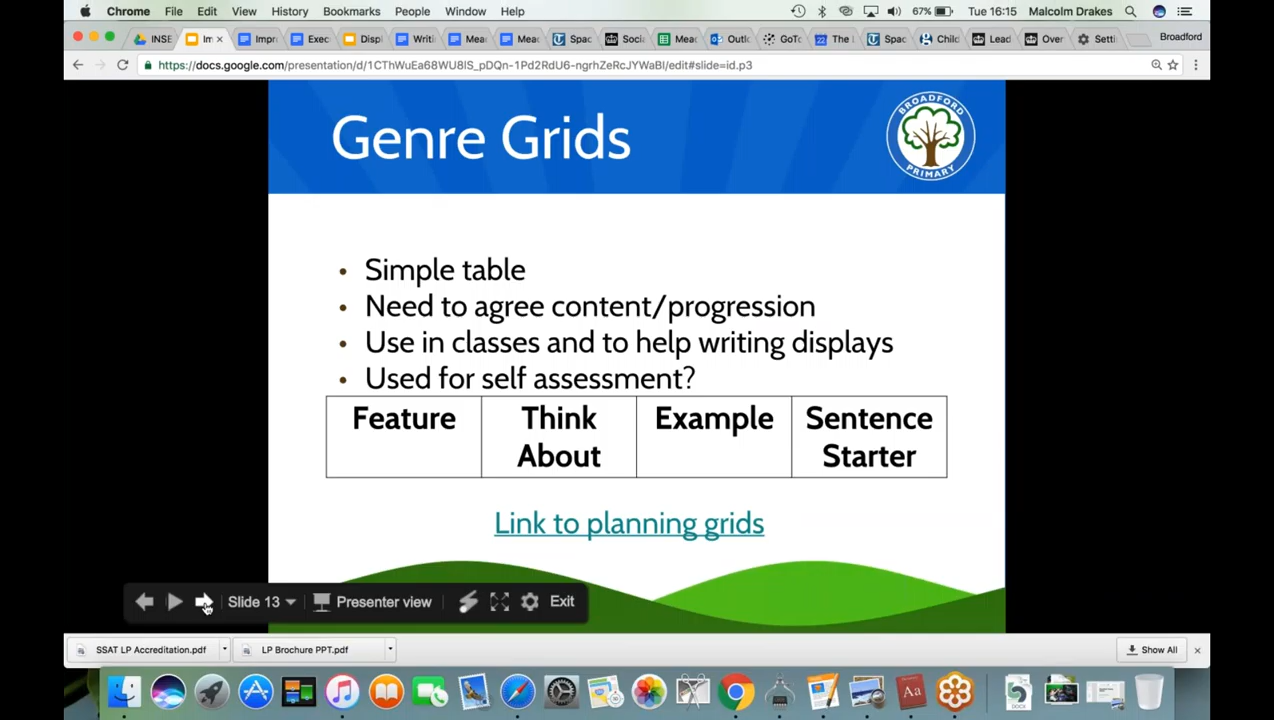 Chrome File Edit View History Bookmarks People Window Help 67% Tue 16:15 Malcolm Drakes
INSE Im Impr Exec Displ Writi Mea Mea Spac Soci Mea Outlo GoTo The Spac Child Lead Over Setti Broadford
https://docs.google.com/presentation/d/1CThWuEa68WU8lS_pDQn-1Pd2RdU6-ngrhZeRcJYWaBI/edit#slide=id.p3
Genre Grids
BROADFORD
PRIMARY
• Simple table
• Need to agree content/progression
• Use in classes and to help writing displays
• Used for self assessment?
Feature Think Example Sentence
About Starter
Link to planning grids
Slide 13 Presenter view Exit
SSAT LP Accreditation.pdf LP Brochure PPT.pdf Show All